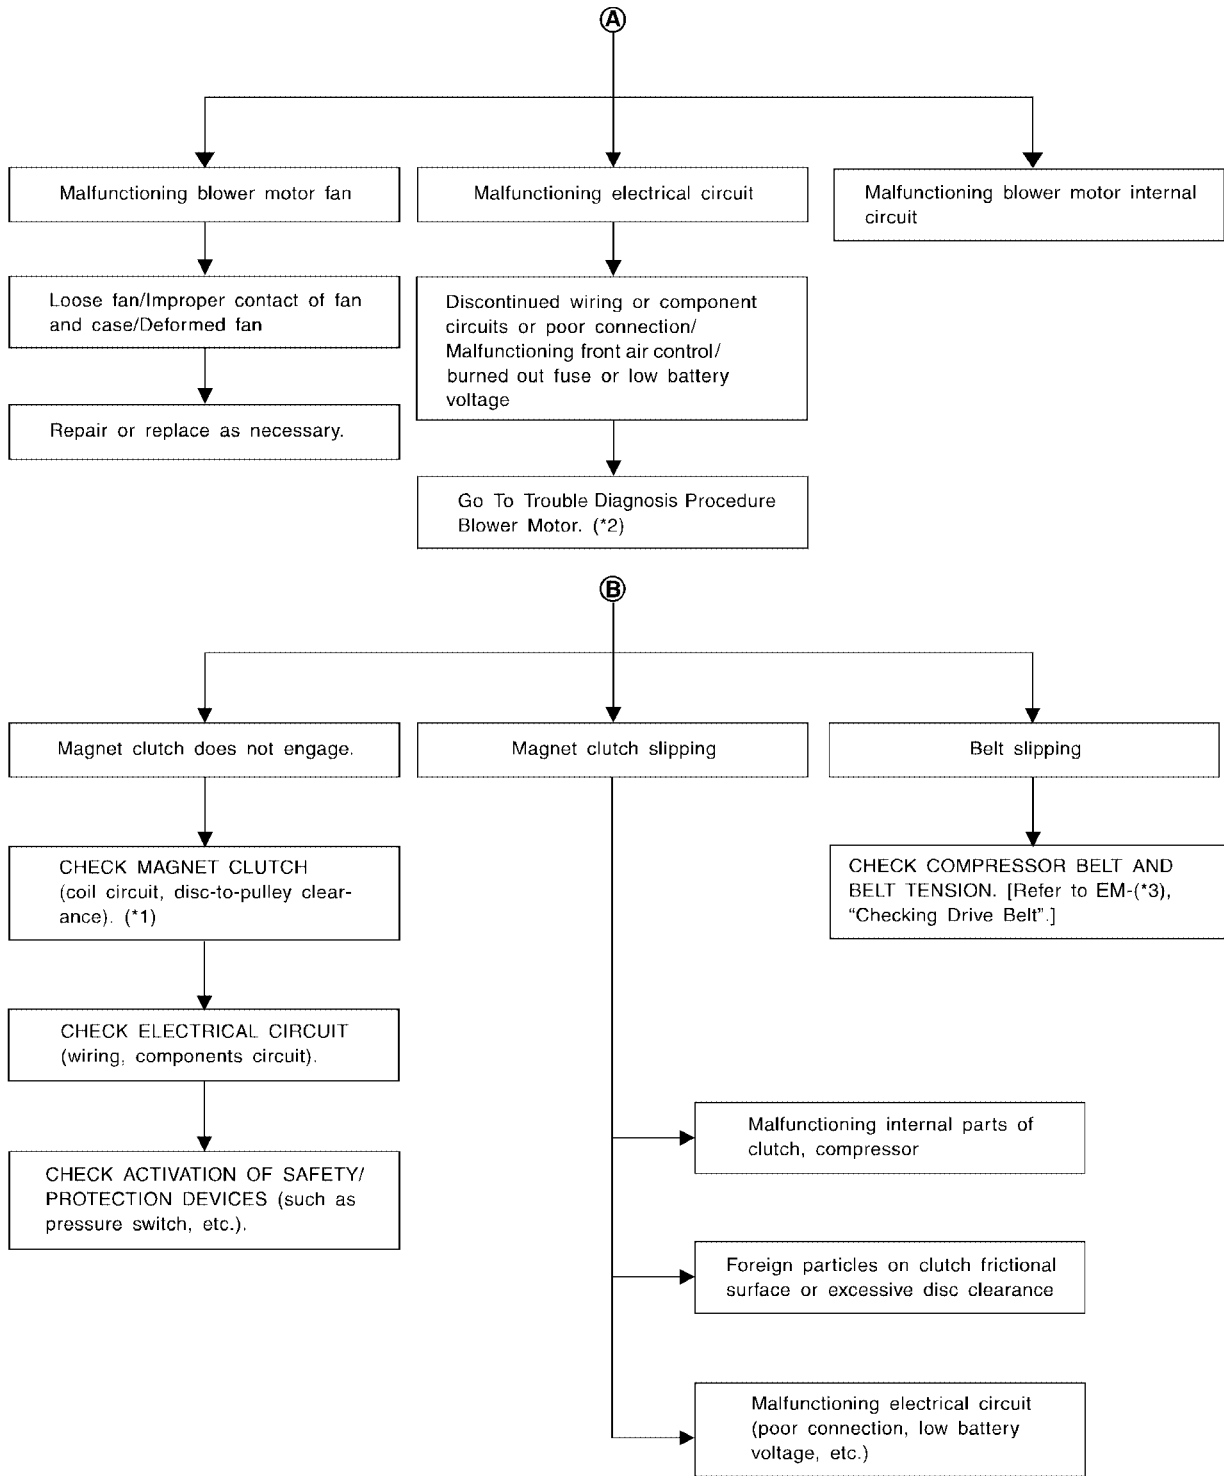 A
Malfunctioning blower motor fan
Malfunctioning electrical circuit
Malfunctioning blower motor internal
circuit
Loose fan/Improper contact of fan
and case/Deformed fan
Discontinued wiring or component
circuits or poor connection/
Malfunctioning front air control/
burned out fuse or low battery
voltage
Repair or replace as necessary.
Go To Trouble Diagnosis Procedure
Blower Motor. (*2)
B
Magnet clutch does not engage.
Magnet clutch slipping
Belt slipping
CHECK MAGNET CLUTCH
(coil circuit, disc-to-pulley clear-
ance). (*1)
CHECK COMPRESSOR BELT AND
BELT TENSION. [Refer to EM-(*3),
“Checking Drive Belt”.]
CHECK ELECTRICAL CIRCUIT
(wiring, components circuit).
CHECK ACTIVATION OF SAFETY/
PROTECTION DEVICES (such as
pressure switch, etc.).
Malfunctioning internal parts of
clutch, compressor
Foreign particles on clutch frictional
surface or excessive disc clearance
Malfunctioning electrical circuit
(poor connection, low battery
voltage, etc.)